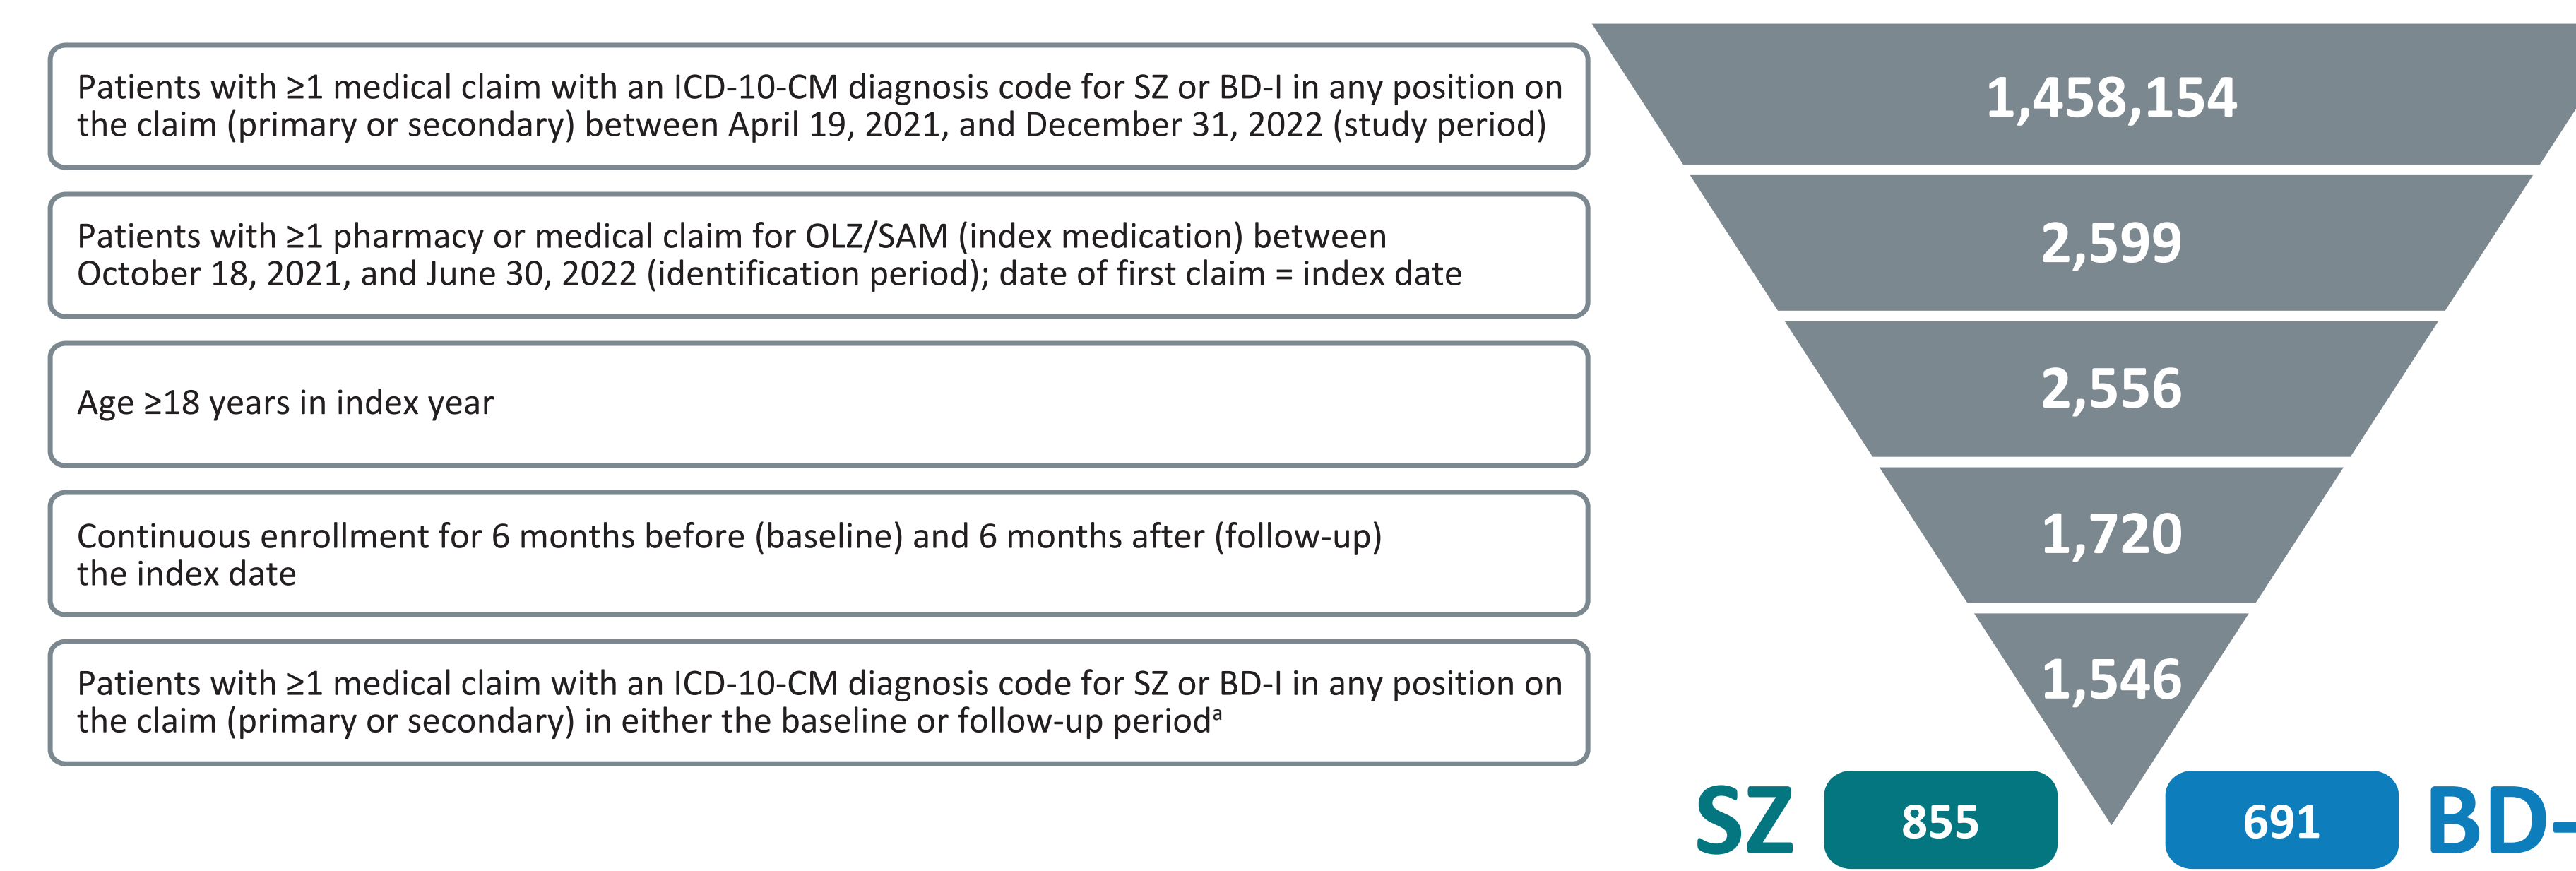 Patients with ≥1 medical claim with an ICD-10-CM diagnosis code for SZ or BD-I in any position on
the claim (primary or secondary) between April 19, 2021, and December 31, 2022 (study period)
1,458,154
Patients with ≥1 pharmacy or medical claim for OLZ/SAM (index medication) between
October 18, 2021, and June 30, 2022 (identification period); date of first claim = index date
2,599
Age ≥18 years in index year
2,556
Continuous enrollment for 6 months before (baseline) and 6 months after (follow-up)
the index date
1,720
Patients with ≥1 medical claim with an ICD-10-CM diagnosis code for SZ or BD-I in any position on
the claim (primary or secondary) in either the baseline or follow-up periodᵃ
1,546
SZ 855 691 BD-